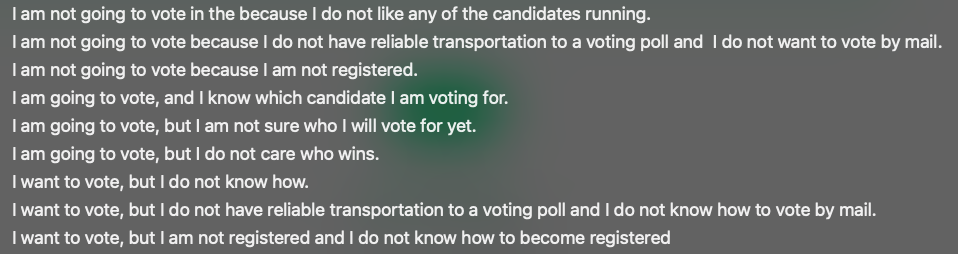 I am not going to vote in the because I do not like any of the candidates running.
I am not going to vote because I do not have reliable transportation to a voting poll and  I do not want to vote by mail.
I am not going to vote because I am not registered.
I am going to vote, and I know which candidate I am voting for.
I am going to vote, but I am not sure who I will vote for yet.
I am going to vote, but I do not care who wins.
I want to vote, but I do not know how.
I want to vote, but I do not have reliable transportation to a voting poll and I do not know how to vote by mail.
I want to vote, but I am not registered and I do not know how to become registered